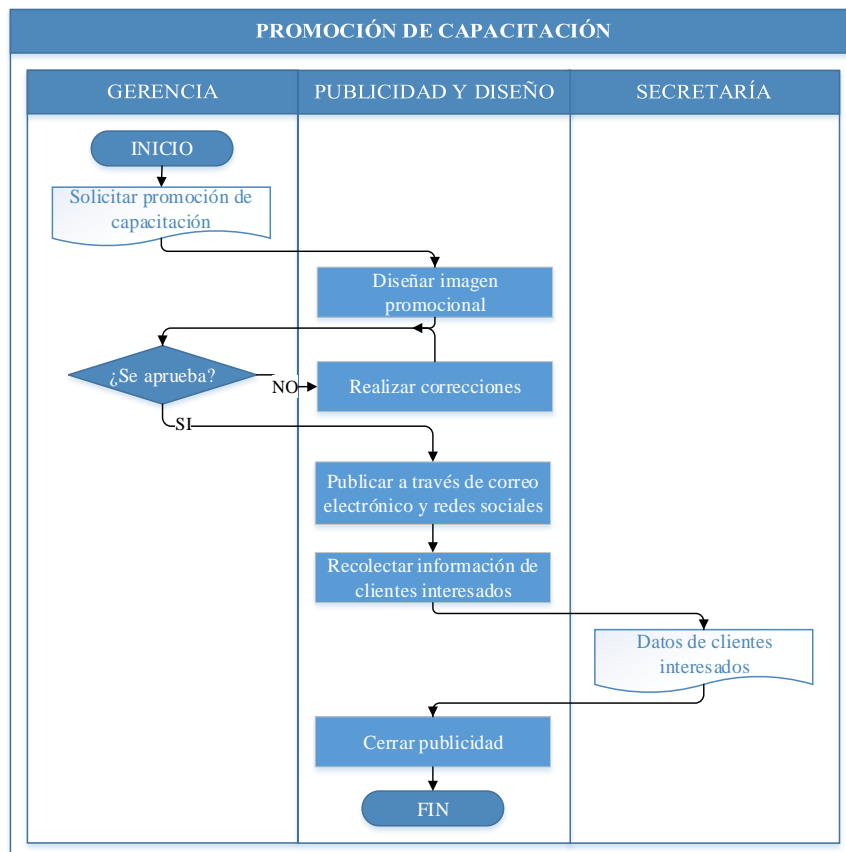 PROMOCIÓN DE CAPACITACIÓN
GERENCIA
PUBLICIDAD Y DISEÑO
SECRETARÍA
INICIO
Solicitar promoción de
capacitación
Diseñar imagen
promocional
¿Se aprueba?
NO
Realizar correcciones
SI
Publicar a través de correo
electrónico y redes sociales
Recolectar información de
clientes interesados
Datos de clientes
interesados
Cerrar publicidad
FIN